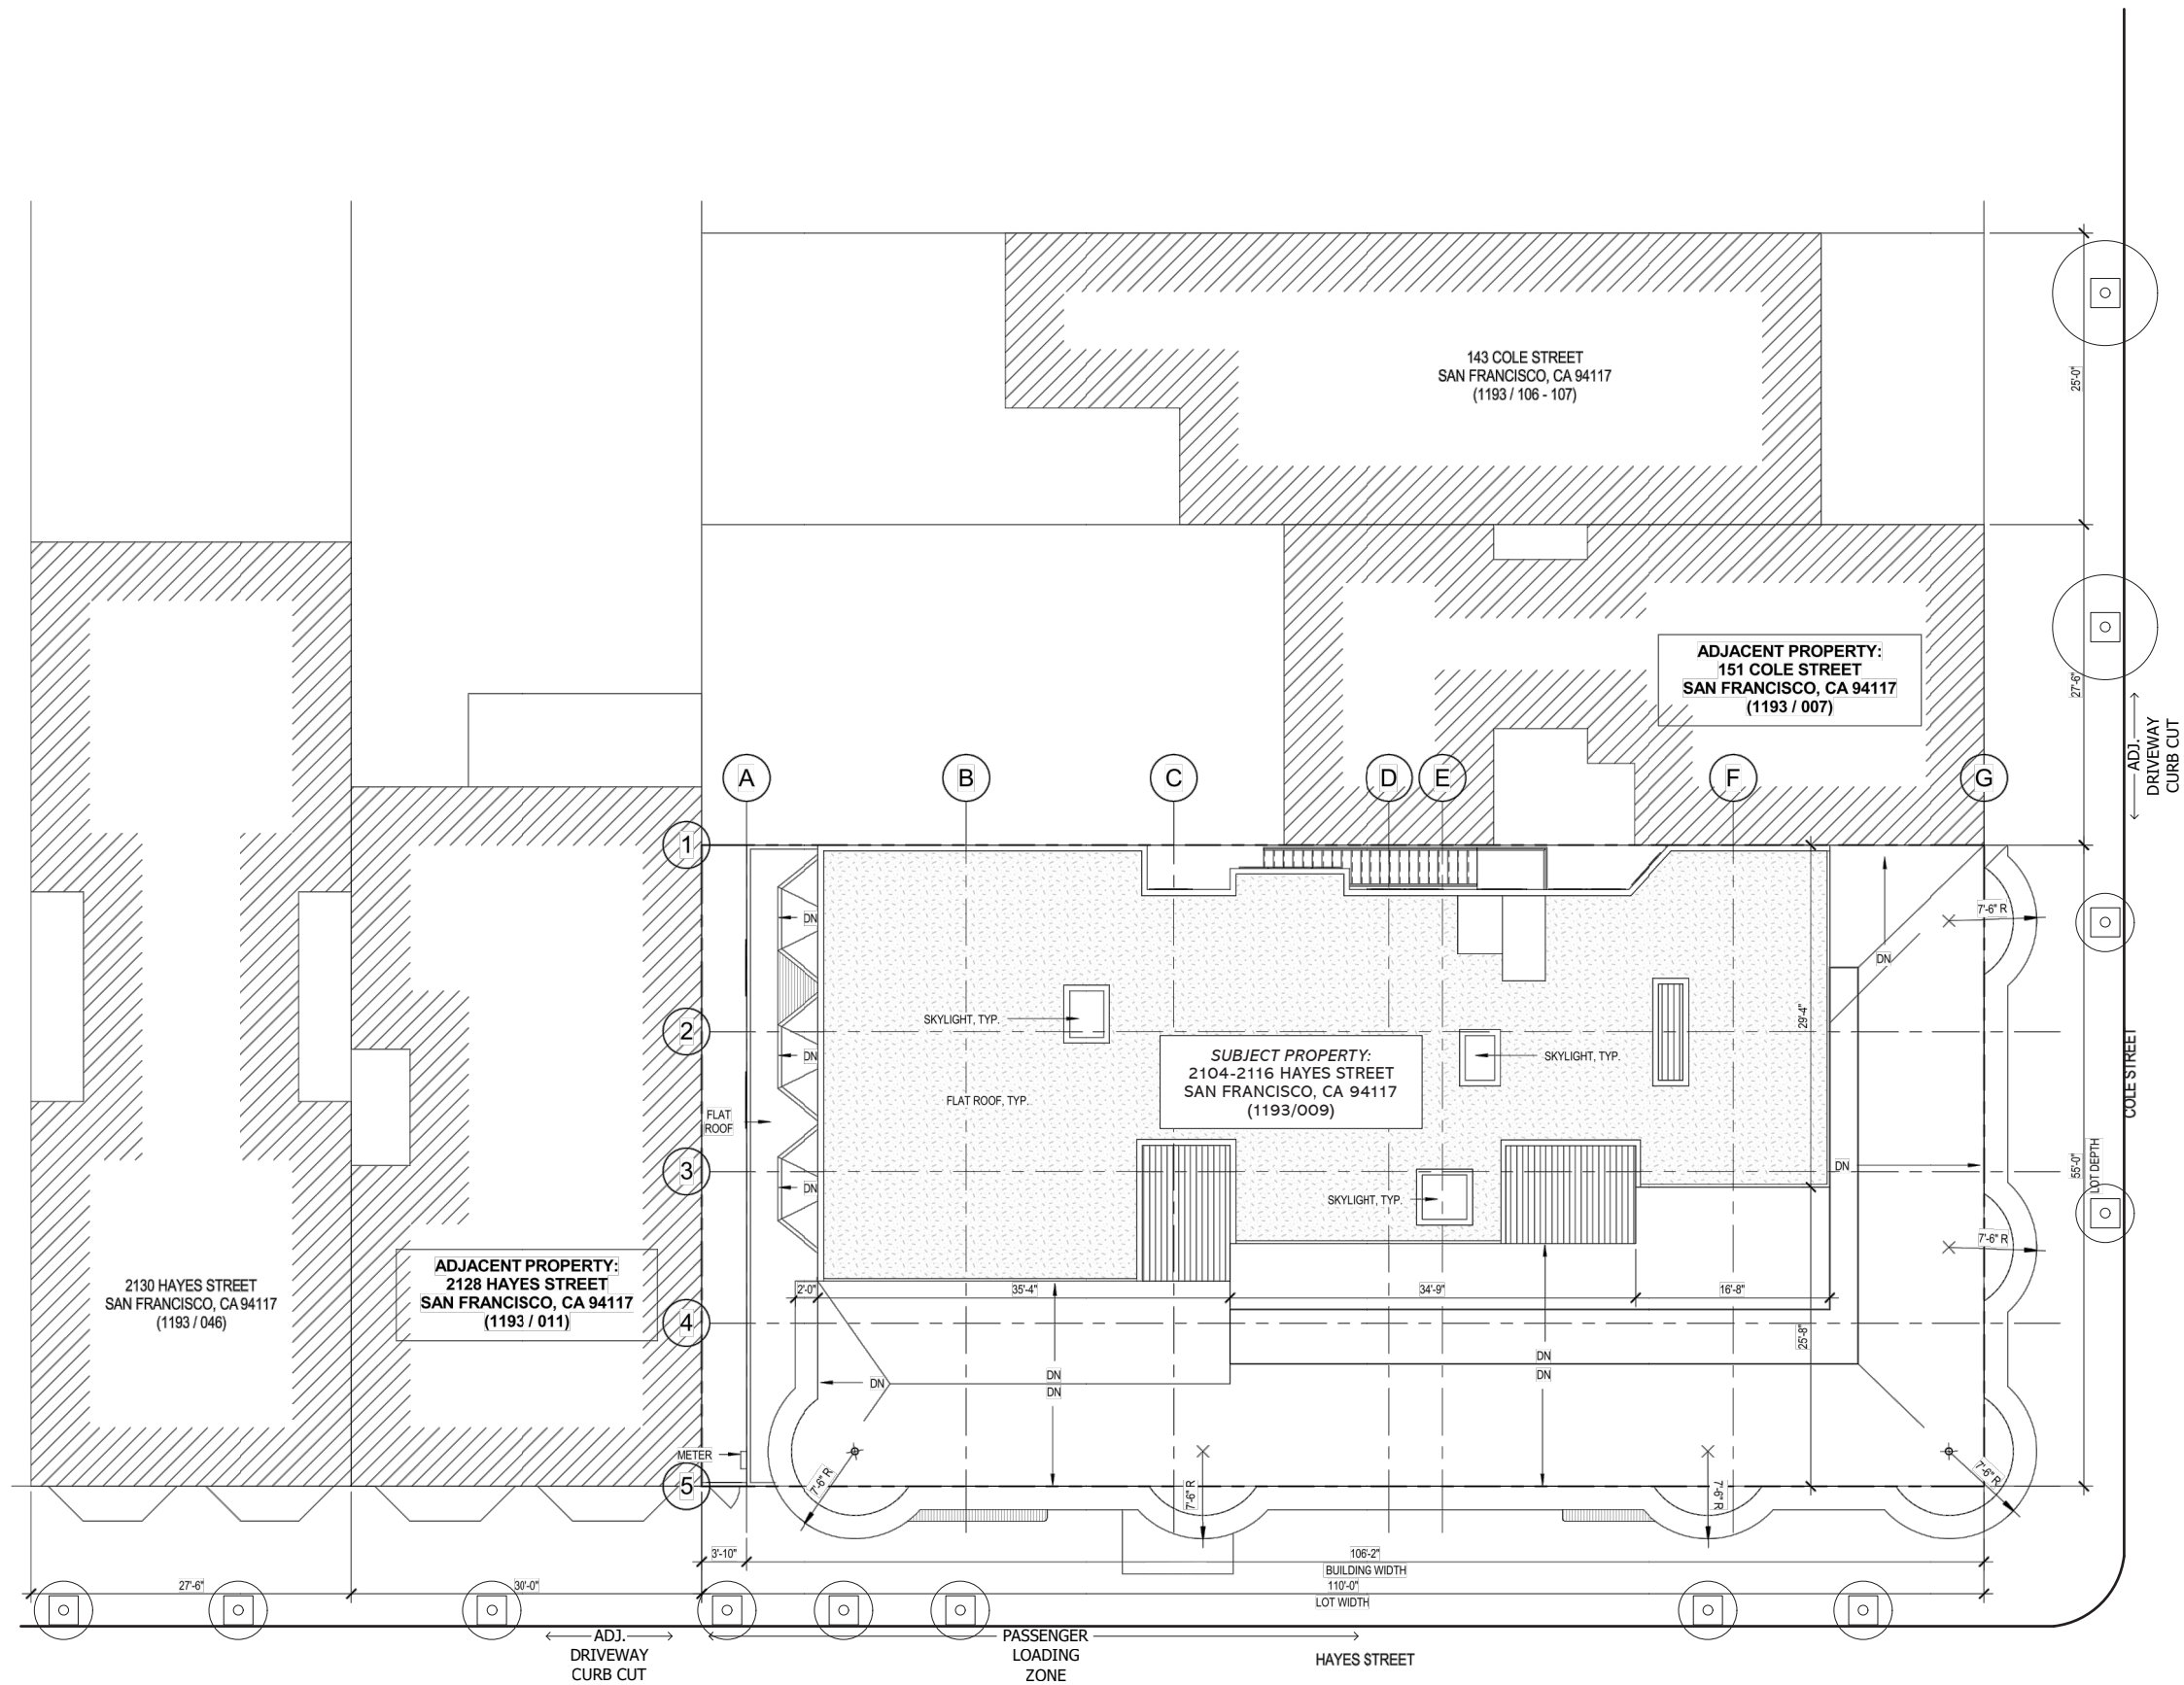 143 COLE STREET
SAN FRANCISCO, CA 94117
(1193 / 106 - 107)
25'-0"
ADJACENT PROPERTY:
151 COLE STREET
SAN FRANCISCO, CA 94117
(1193 / 007)
27'-6"
ADJ.
DRIVEWAY
CURB CUT
A
B
C
D
E
F
G
1
DN
7'-6" R
DN
SKYLIGHT, TYP.
29'-4"
2
DN
SUBJECT PROPERTY:
2104-2116 HAYES STREET
SAN FRANCISCO, CA 94117
(1193/009)
SKYLIGHT, TYP.
COLE STREET
FLAT ROOF, TYP.
FLAT
ROOF
3
DN
SKYLIGHT, TYP.
DN
55'-0"
LOT DEPTH
7'-6" R
2130 HAYES STREET
SAN FRANCISCO, CA 94117
(1193 / 046)
ADJACENT PROPERTY:
2128 HAYES STREET
SAN FRANCISCO, CA 94117
(1193 / 011)
2'-0"
35'-4"
34'-9"
16'-8"
4
25'-8"
DN
DN
DN
DN
DN
METER
5
7'-6" R
7'-6" R
7'-6" R
7'-6" R
3'-10"
106'-2"
BUILDING WIDTH
27'-6"
30'-0"
110'-0"
LOT WIDTH
ADJ.
DRIVEWAY
CURB CUT
PASSENGER
LOADING
ZONE
HAYES STREET